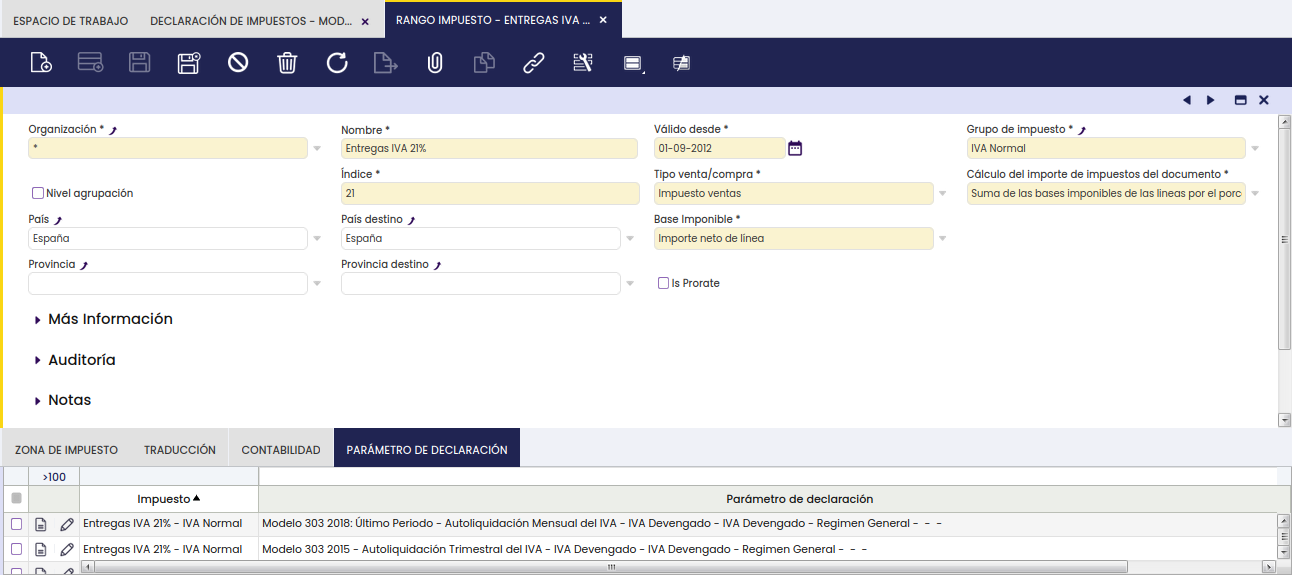 ESPACIO DE TRABAJO DECLARACIÓN DE IMPUESTOS - MOD... × RANGO IMPUESTO - ENTREGAS IVA ... ×
Organización * Nombre * Válido desde * Grupo de impuesto *
* Entregas IVA 21% 01-09-2012 IVA Normal
Índice * Tipo venta/compra * Cálculo del importe de impuestos del documento *
Nivel agrupación 21 Impuesto ventas Suma de las bases imponibles de las lineas por el porc
País País destino Base Imponible *
España España Importe neto de línea
Provincia Provincia destino
Is Prorate
Más Información
Auditoría
Notas
ZONA DE IMPUESTO TRADUCCIÓN CONTABILIDAD PARÁMETRO DE DECLARACIÓN
>100
Impuesto Parámetro de declaración
Entregas IVA 21% - IVA Normal Modelo 303 2018: Último Periodo - Autoliquidación Mensual del IVA - IVA Devengado - IVA Devengado - Regimen General - - -
Entregas IVA 21% - IVA Normal Modelo 303 2015 - Autoliquidación Trimestral del IVA - IVA Devengado - IVA Devengado - Regimen General - - -